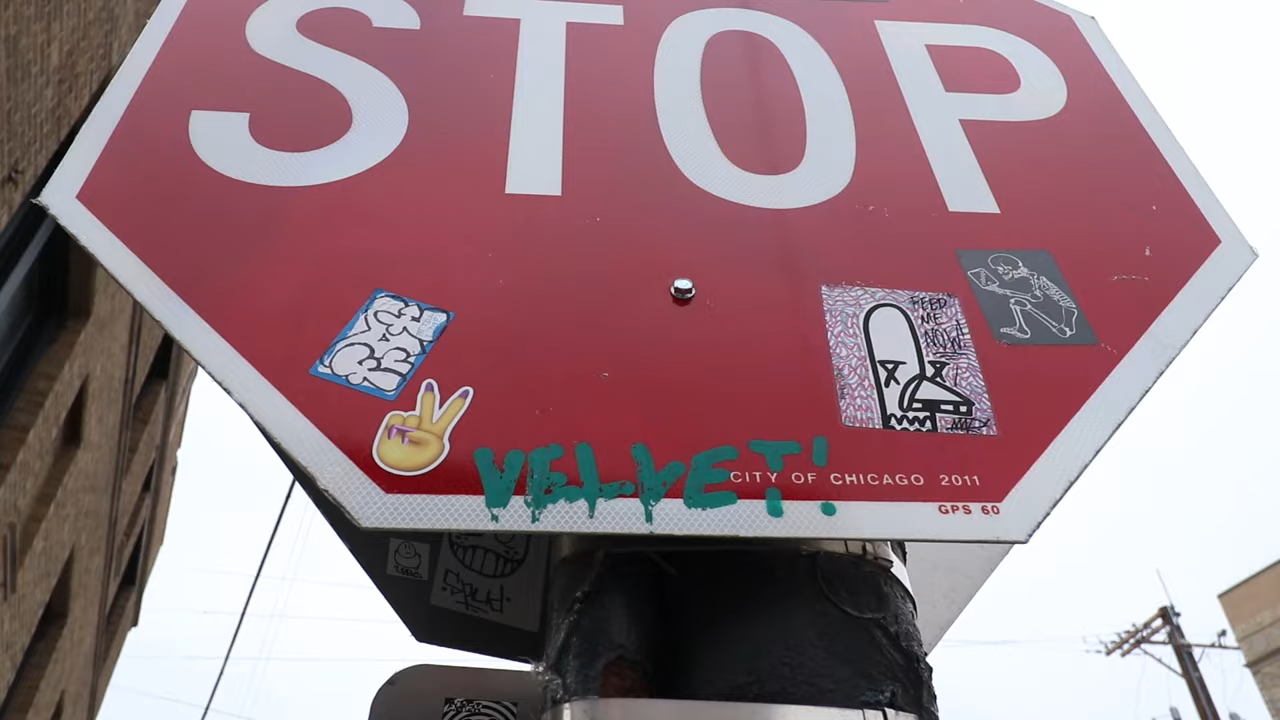 STOP
FEED
ME
NOW!
VELVET!
CITY OF CHICAGO 2011
GPS 60